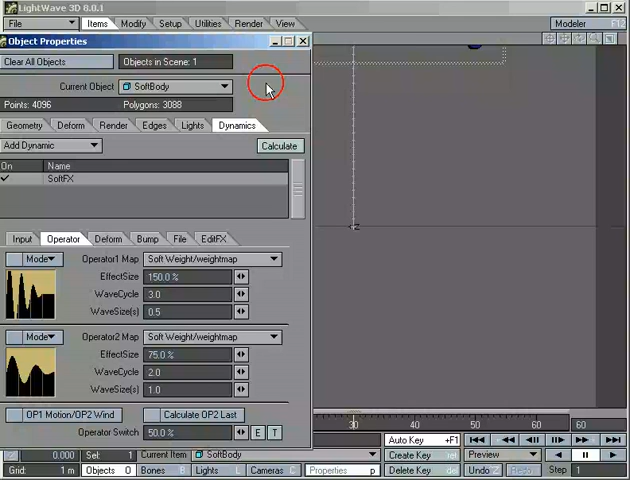 LightWave 3D 8.0.1
File Items Modify Setup Utilities Render View Modeler F12
Object Properties
Clear All Objects Objects in Scene: 1
Current Object SoftBody
Points: 4096 Polygons: 3088
Geometry Deform Render Edges Lights Dynamics
Add Dynamic Calculate
On Name
SoftFX
Input Operator Deform Bump File EditFX
Mode Operator1 Map Soft Weight/weightmap
EffectSize 150.0 %
WaveCycle 3.0
WaveSize(s) 0.5
Mode Operator2 Map Soft Weight/weightmap
EffectSize 75.0 %
WaveCycle 2.0
WaveSize(s) 1.0
OP1 Motion/OP2 Wind Calculate OP2 Last
Operator Switch 50.0 % E T
30 40 50 60 60
Auto Key +F1
0.000 Sel: 1 Current Item SoftBody Create Key Preview
Grid: 1 m Objects O Bones B Lights L Cameras C Properties p Delete Key Undo Redo Step 1